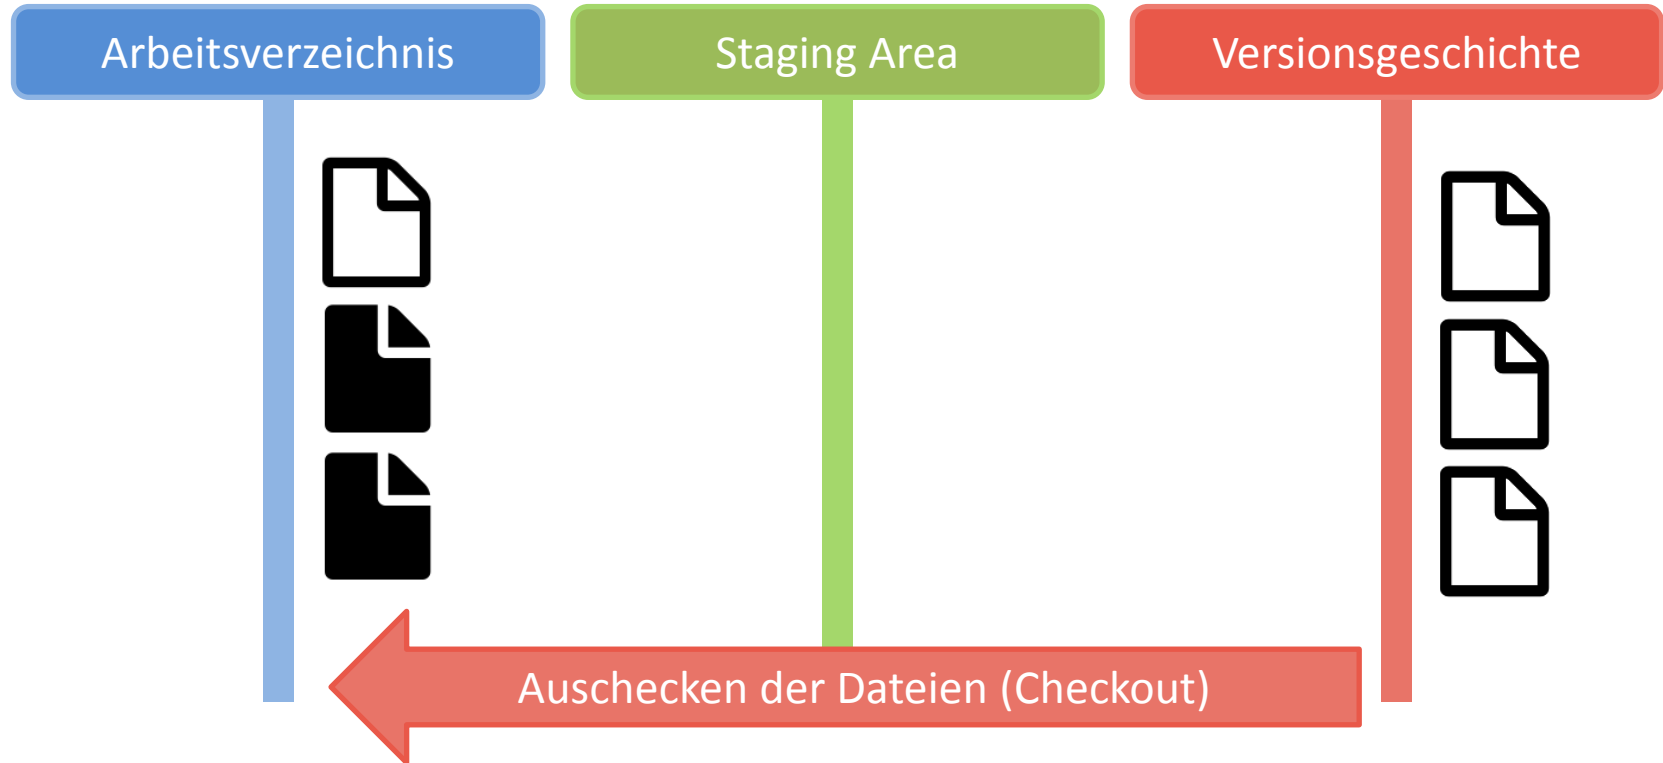 Arbeitsverzeichnis
Staging Area
Versionsgeschichte
Auschecken der Dateien (Checkout)